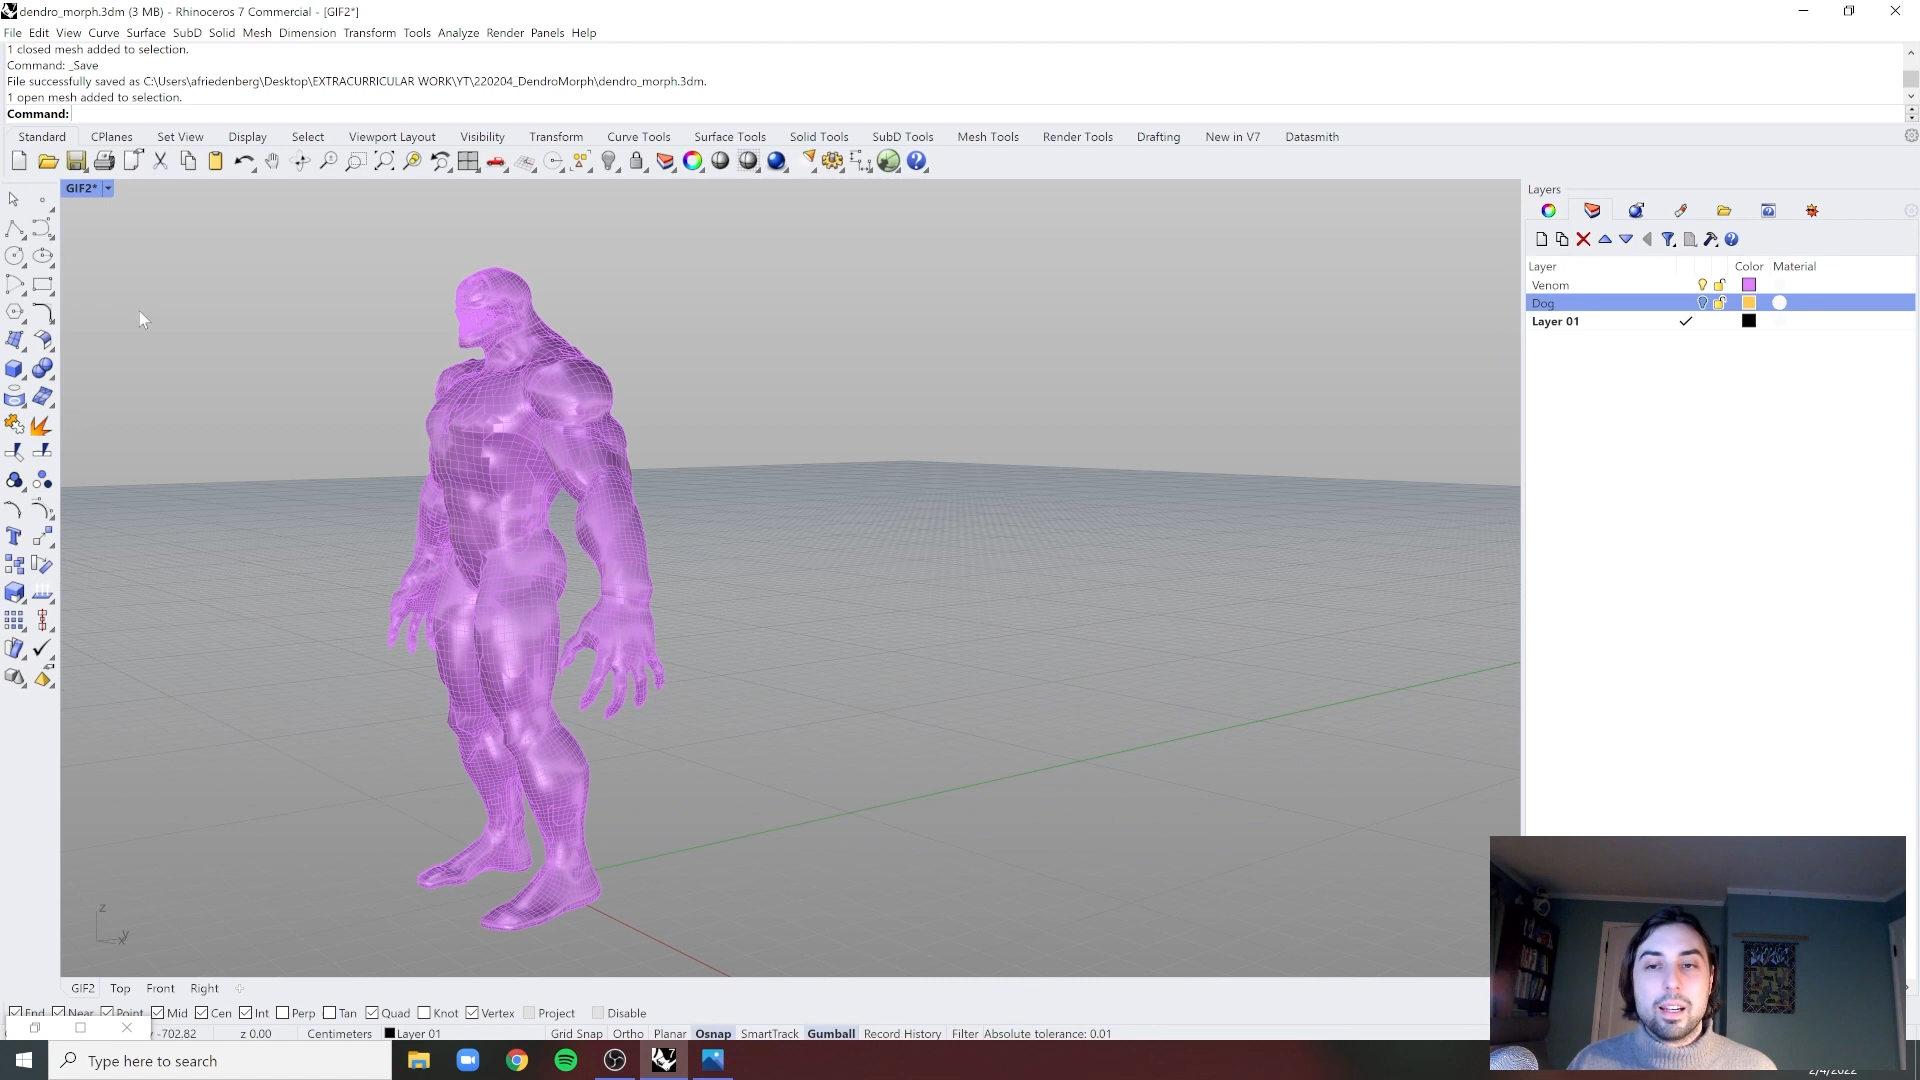 dendro_morph.3dm (3 MB) - Rhinoceros 7 Commercial - [GIF2*]
File Edit View Curve Surface SubD Solid Mesh Dimension Transform Tools Analyze Render Panels Help
1 closed mesh added to selection.
Command: _Save
File successfully saved as C:\Users\afriedenberg\Desktop\EXTRACURRICULAR WORK\YT\220204_DendroMorph\dendro_morph.3dm.
1 open mesh added to selection.
Command:
Standard CPlanes Set View Display Select Viewport Layout Visibility Transform Curve Tools Surface Tools Solid Tools SubD Tools Mesh Tools Render Tools Drafting New in V7 Datasmith
GIF2*
Layers
Layer Color Material
Venom
Dog
Layer 01
z
y
x
GIF2 Top Front Right
End Near Point Mid Cen Int Perp Tan Quad Knot Vertex Project Disable
y -702.82 z 0.00 Centimeters Layer 01 Grid Snap Ortho Planar Osnap SmartTrack Gumball Record History Filter Absolute tolerance: 0.01
Type here to search
2/4/2022